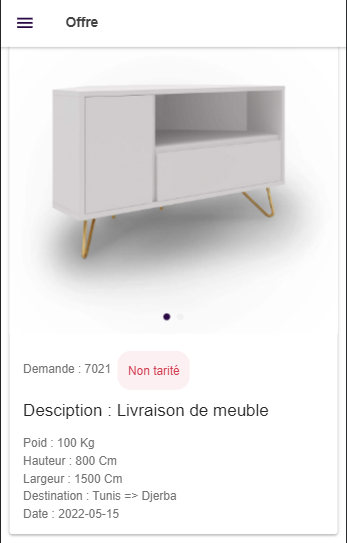 Offre
Demande : 7021
Non tarité
Desciption : Livraison de meuble
Poid : 100 Kg
Hauteur : 800 Cm
Largeur : 1500 Cm
Destination : Tunis => Djerba
Date : 2022-05-15